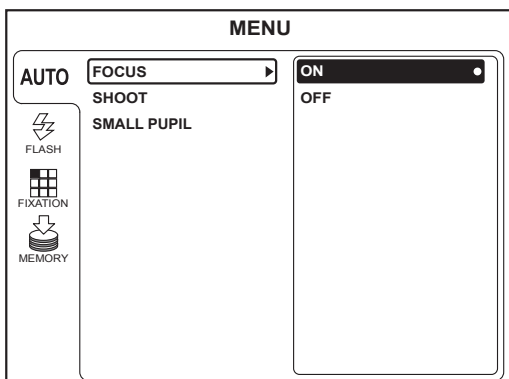 MENU
AUTO
FLASH
FIXATION
MEMORY
FOCUS
SHOOT
SMALL PUPIL
ON
OFF